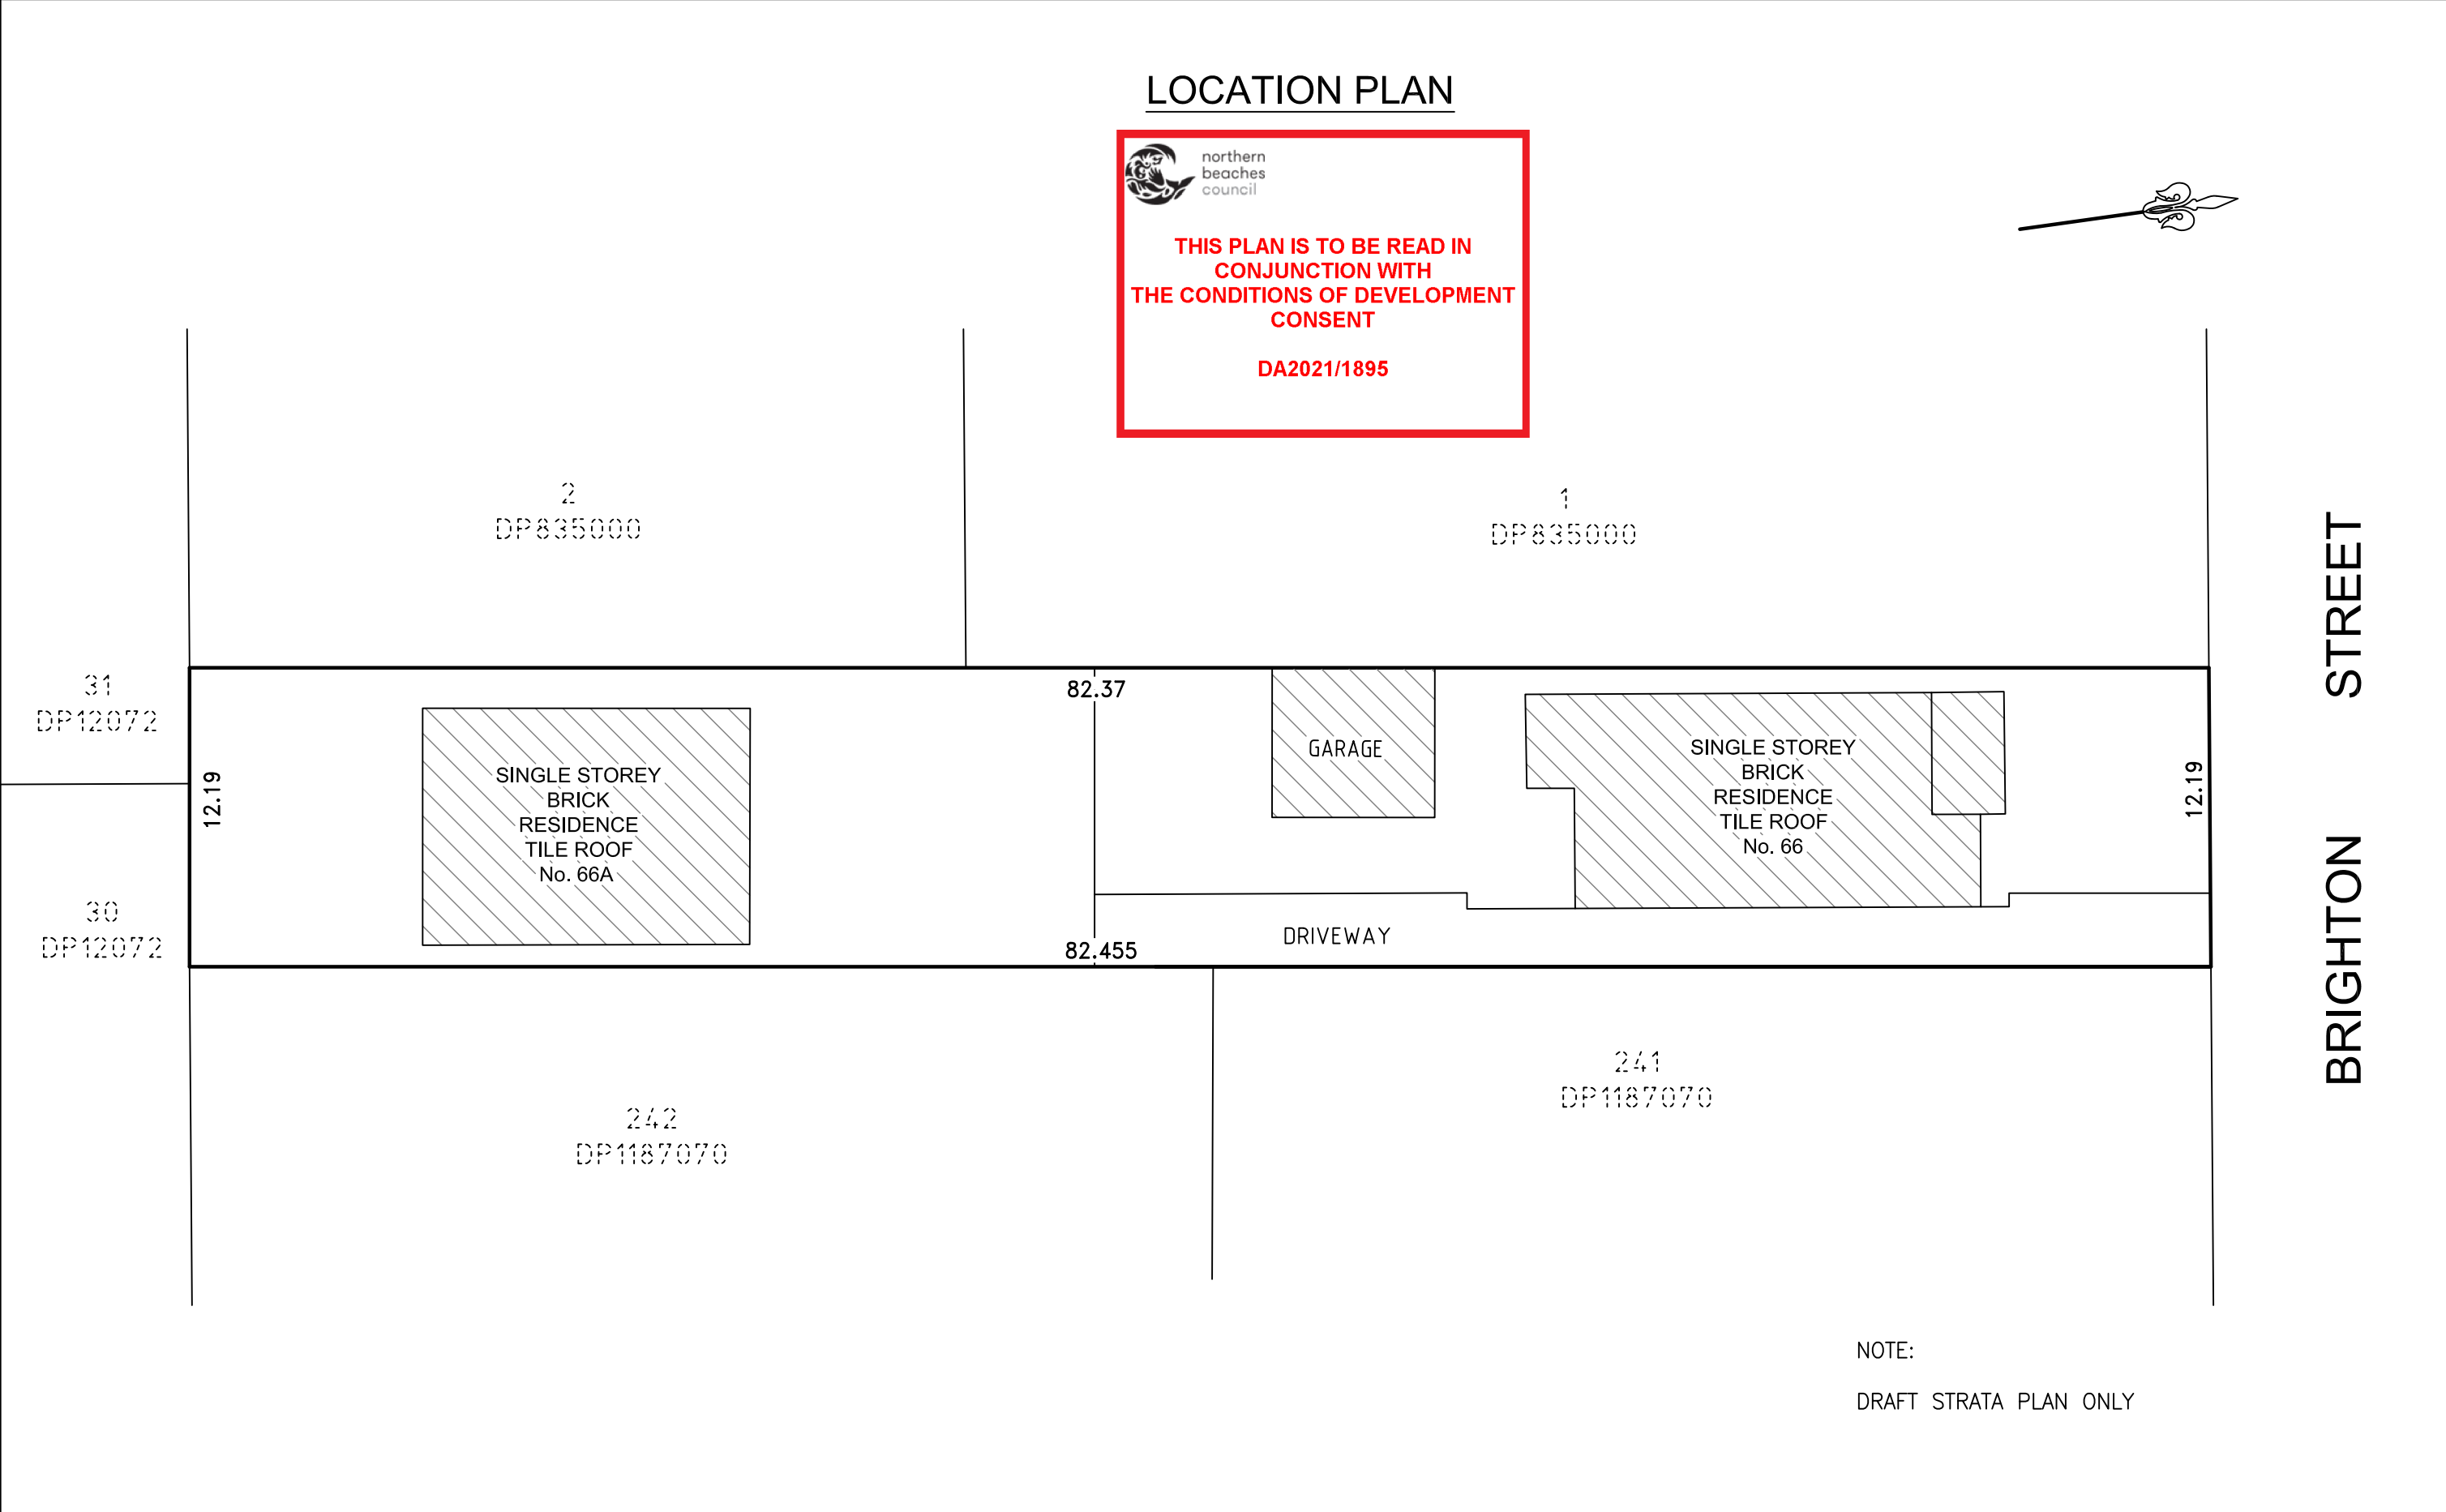 LOCATION PLAN
northern
beaches
council
THIS PLAN IS TO BE READ IN
CONJUNCTION WITH
THE CONDITIONS OF DEVELOPMENT
CONSENT
DA2021/1895
2
DP835000
1
DP835000
STREET
BRIGHTON
31
DP12072
30
DP12072
12.19
82.37
82.455
12.19
SINGLE STOREY
BRICK
RESIDENCE
TILE ROOF
No. 66A
GARAGE
SINGLE STOREY
BRICK
RESIDENCE
TILE ROOF
No. 66
DRIVEWAY
242
DP1187070
241
DP1187070
NOTE:
DRAFT STRATA PLAN ONLY